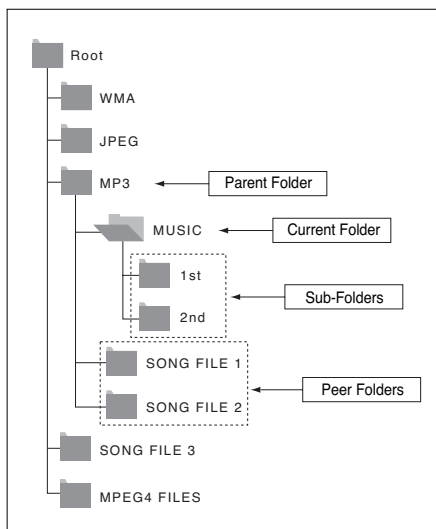 Root
WMA
JPEG
MP3
Parent Folder
MUSIC
Current Folder
1st
Sub-Folders
2nd
SONG FILE 1
Peer Folders
SONG FILE 2
SONG FILE 3
MPEG4 FILES